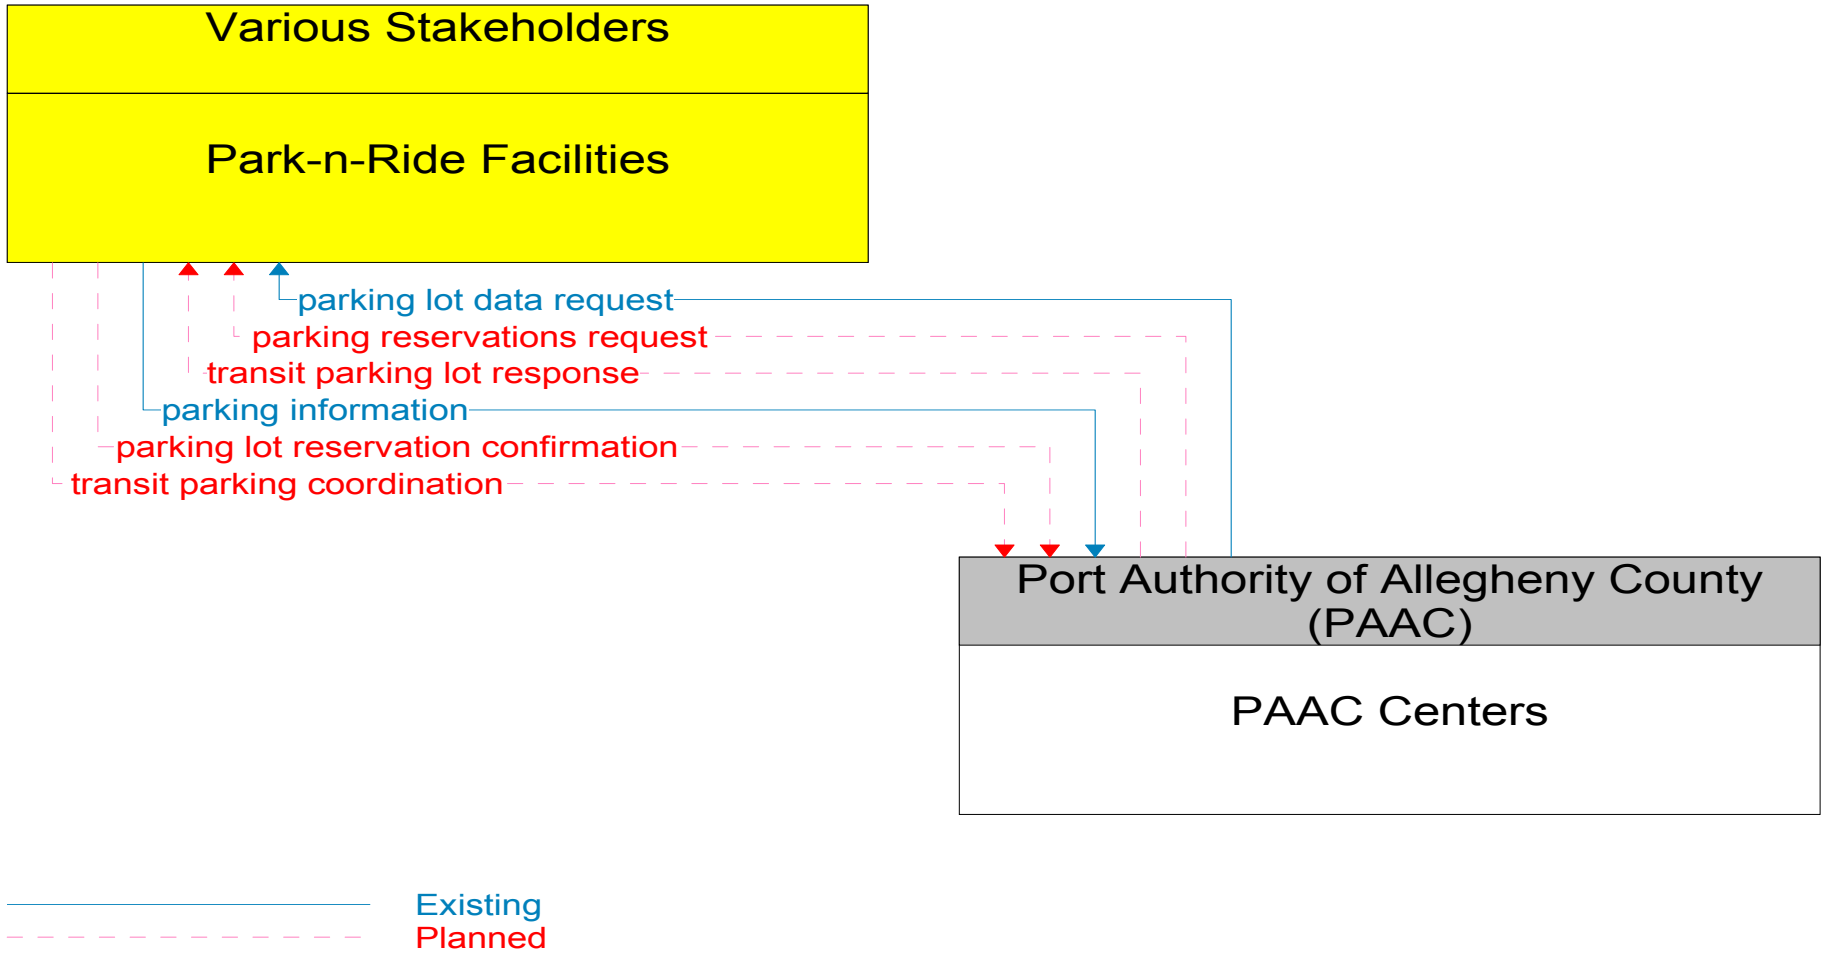 Various Stakeholders
Park-n-Ride Facilities
parking lot data request
parking reservations request
transit parking lot response
parking information
parking lot reservation confirmation
transit parking coordination
Port Authority of Allegheny County
(PAAC)
PAAC Centers
Existing
Planned